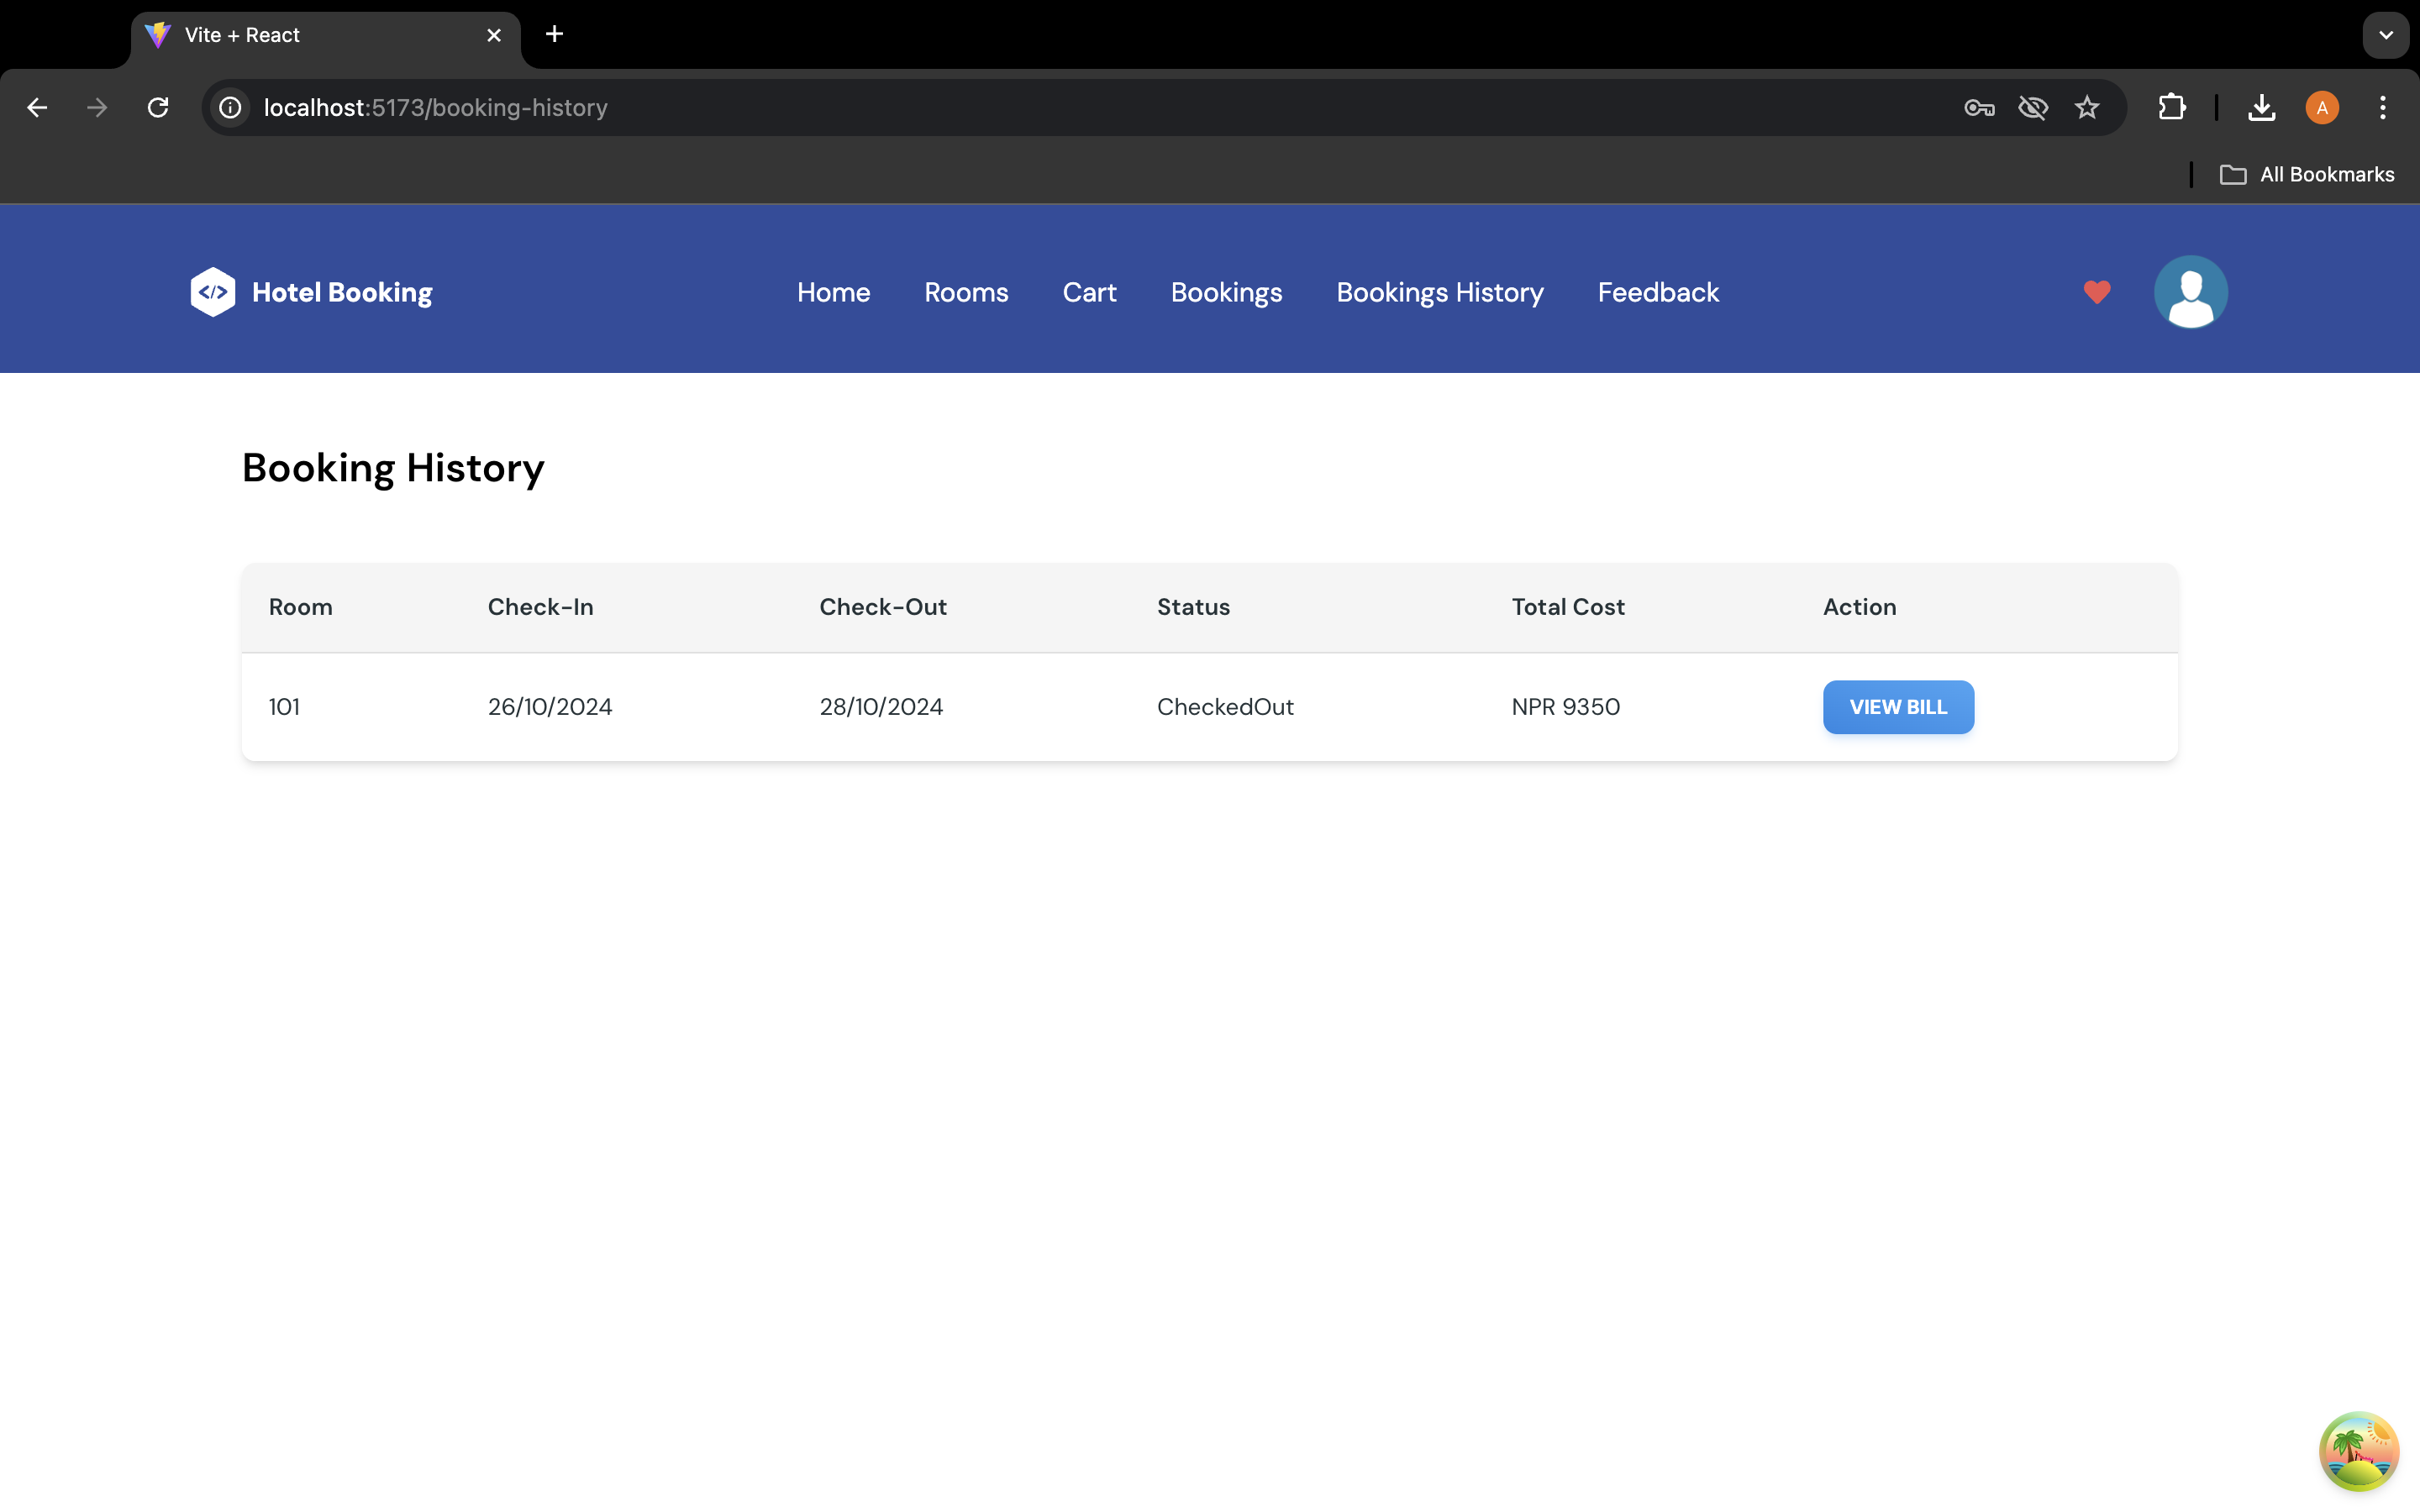 Vite + React
localhost:5173/booking-history
A
All Bookmarks
</> Hotel Booking
Home Rooms Cart Bookings Bookings History Feedback
Booking History
Room Check-In Check-Out Status Total Cost Action
101 26/10/2024 28/10/2024 CheckedOut NPR 9350 VIEW BILL